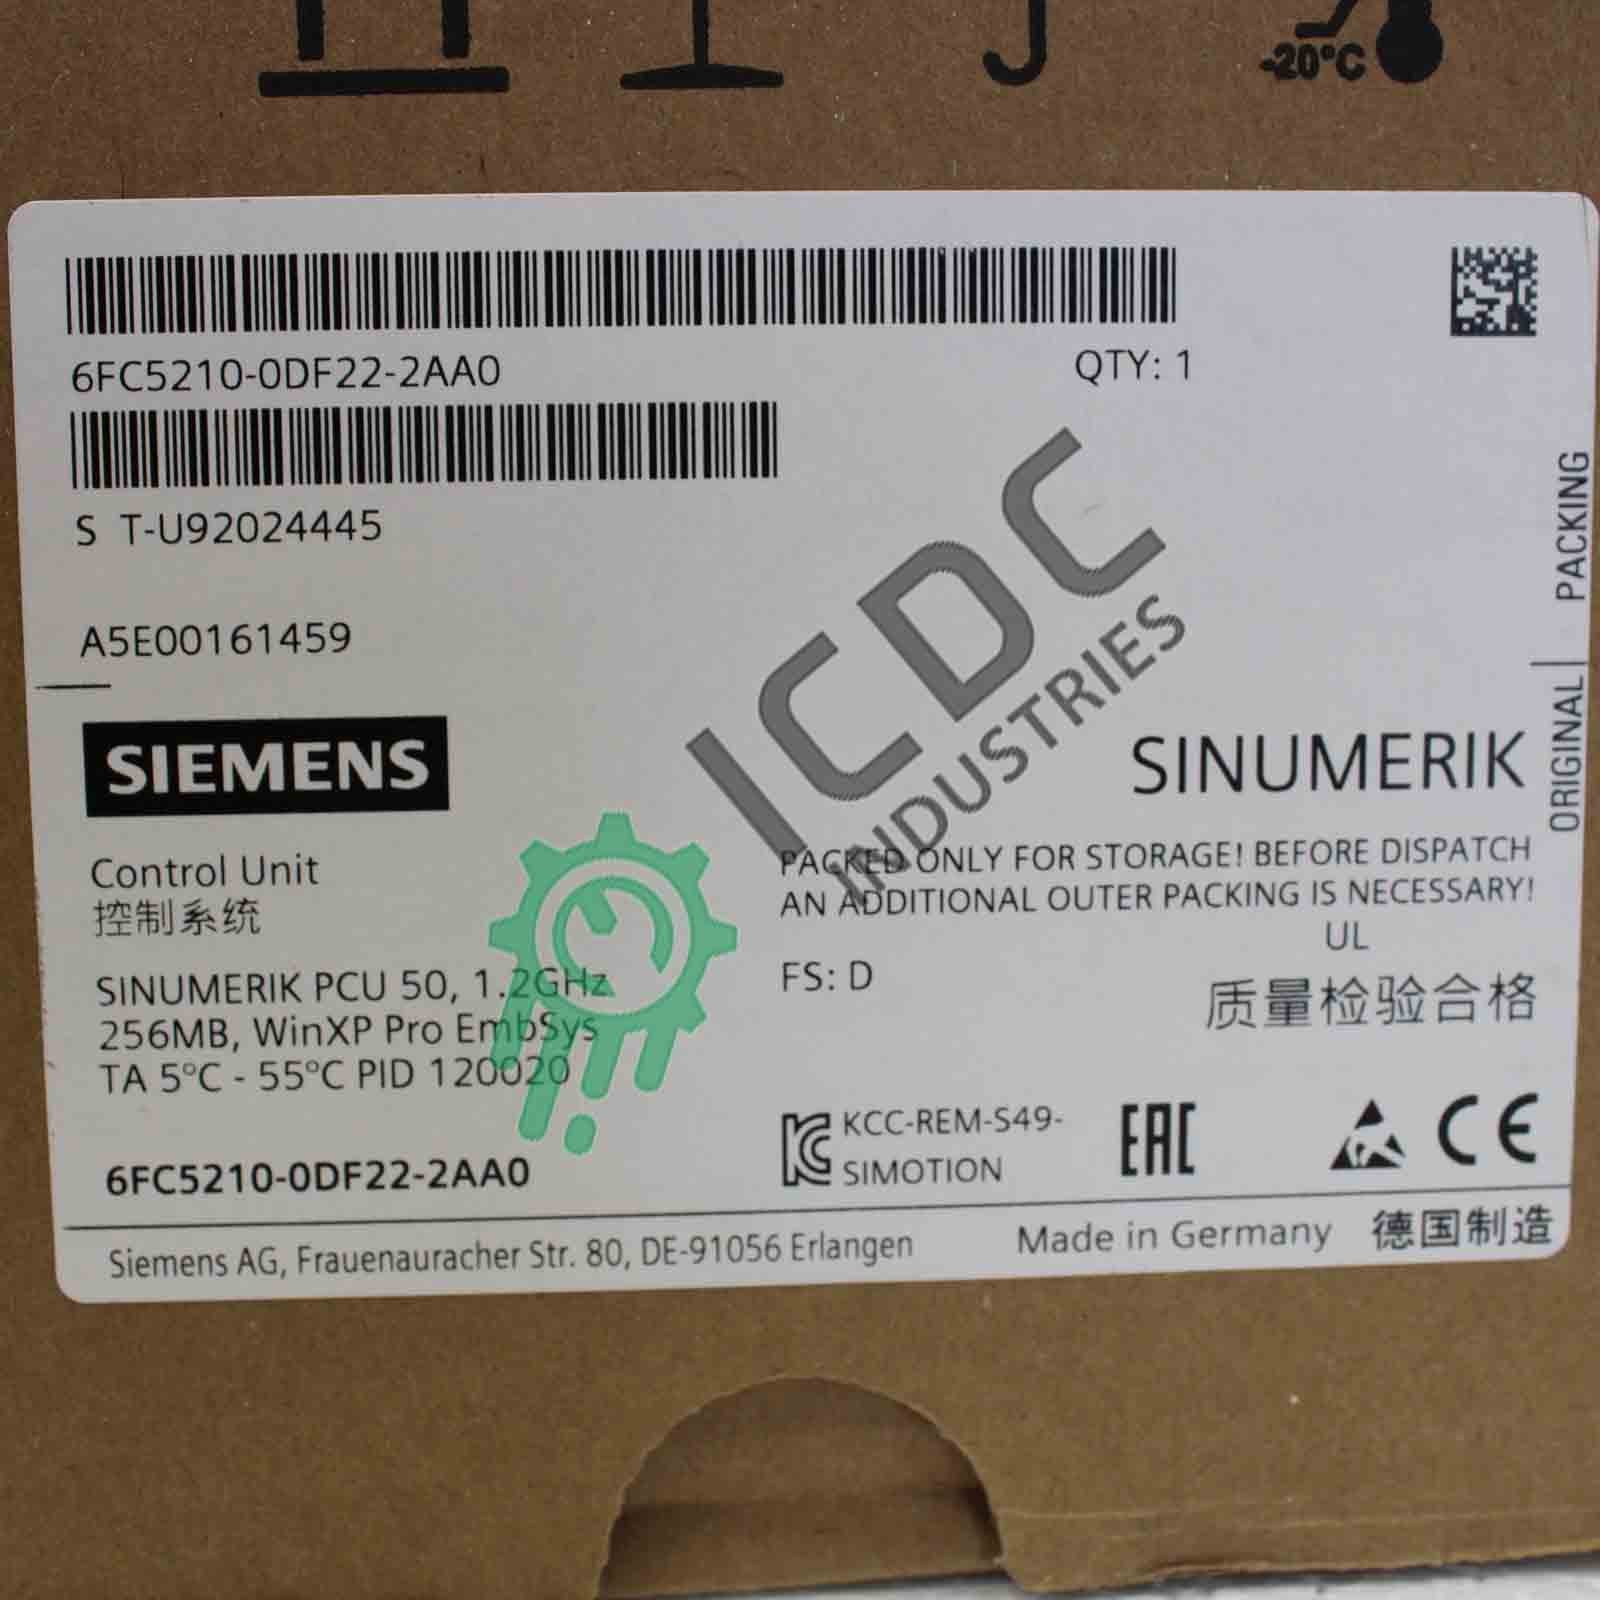 -20°C
6FC5210-0DF22-2AA0
QTY: 1
S T-U92024445
A5E00161459
ORIGINAL PACKING
SIEMENS
SINUMERIK
ICDC
INDUSTRIES
Control Unit
控制系统
PACKED ONLY FOR STORAGE! BEFORE DISPATCH
AN ADDITIONAL OUTER PACKING IS NECESSARY!
UL
FS: D
质量检验合格
SINUMERIK PCU 50, 1.2GHz
256MB, WinXP Pro EmbSys
TA 5°C - 55°C PID 120020
KCC-REM-S49-
SIMOTION
EAC
CE
6FC5210-0DF22-2AA0
Siemens AG, Frauenauracher Str. 80, DE-91056 Erlangen
Made in Germany 德国制造